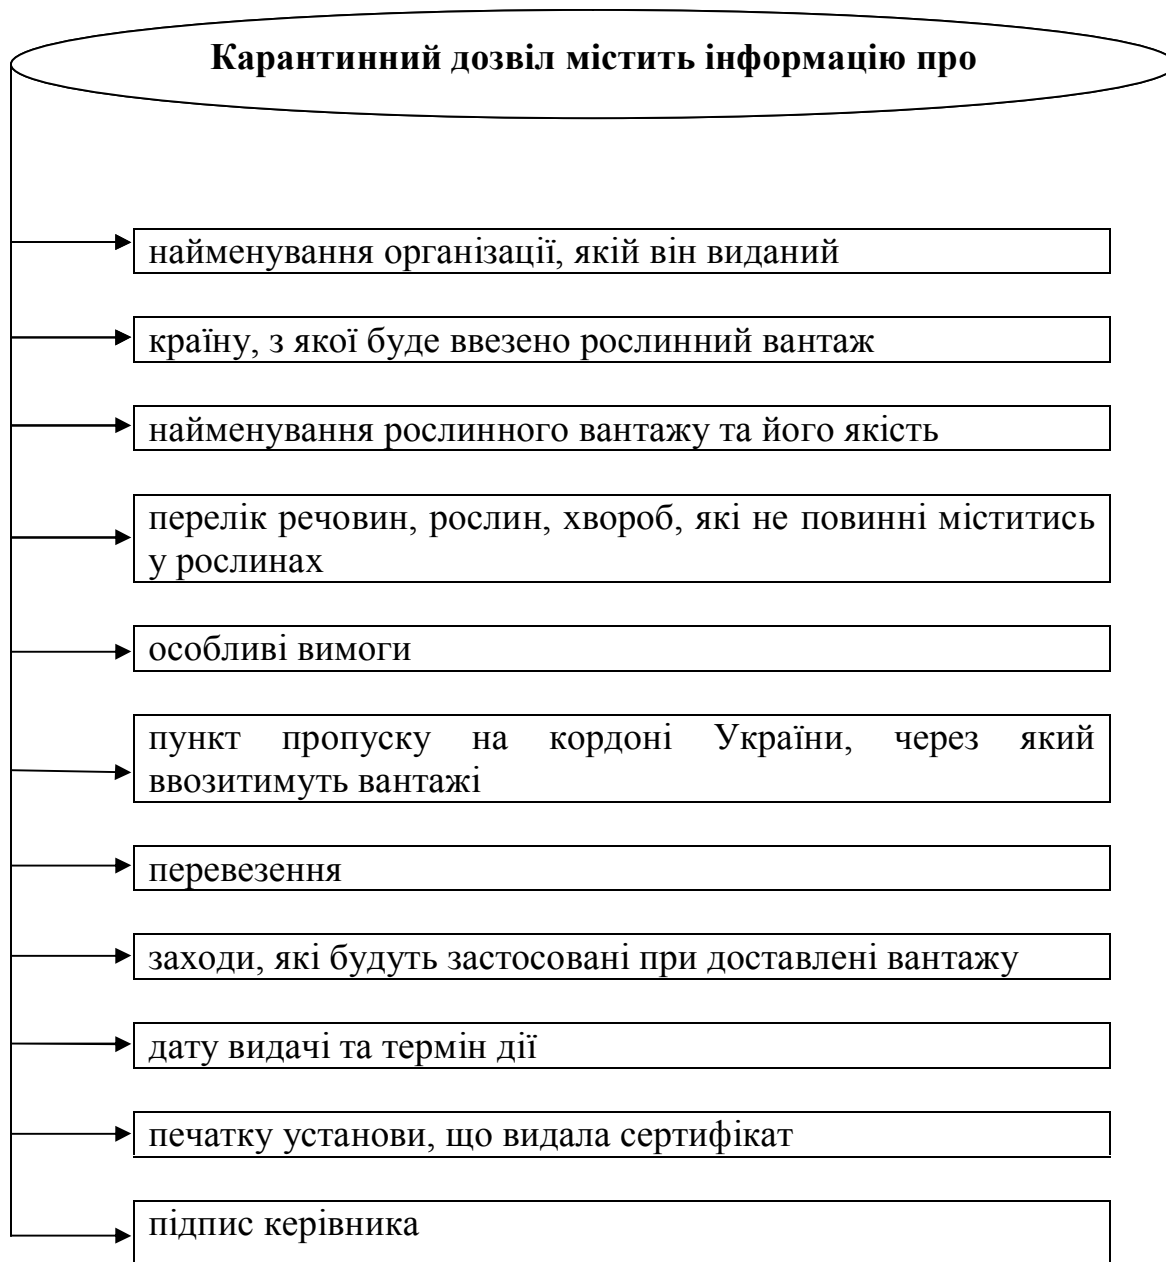 Карантинний дозвіл містить інформацію про
найменування організації, якій він виданий
країну, з якої буде ввезено рослинний вантаж
найменування рослинного вантажу та його якість
перелік речовин, рослин, хвороб, які не повинні міститись
у рослинах
особливі вимоги
пункт пропуску на кордоні України, через який
ввозитимуть вантажі
перевезення
заходи, які будуть застосовані при доставлені вантажу
дату видачі та термін дії
печатку установи, що видала сертифікат
підпис керівника